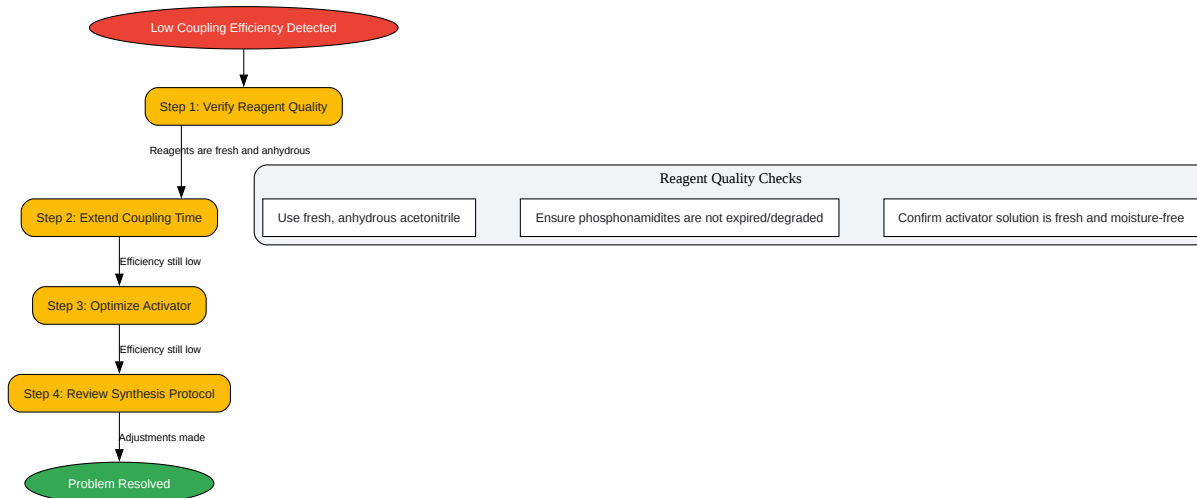 Low Coupling Efficiency Detected
Step 1: Verify Reagent Quality
Reagents are fresh and anhydrous
Reagent Quality Checks
Step 2: Extend Coupling Time
Use fresh, anhydrous acetonitrile
Ensure phosphonamidites are not expired/degraded
Confirm activator solution is fresh and moisture-free
Efficiency still low
Step 3: Optimize Activator
Efficiency still low
Step 4: Review Synthesis Protocol
Adjustments made
Problem Resolved